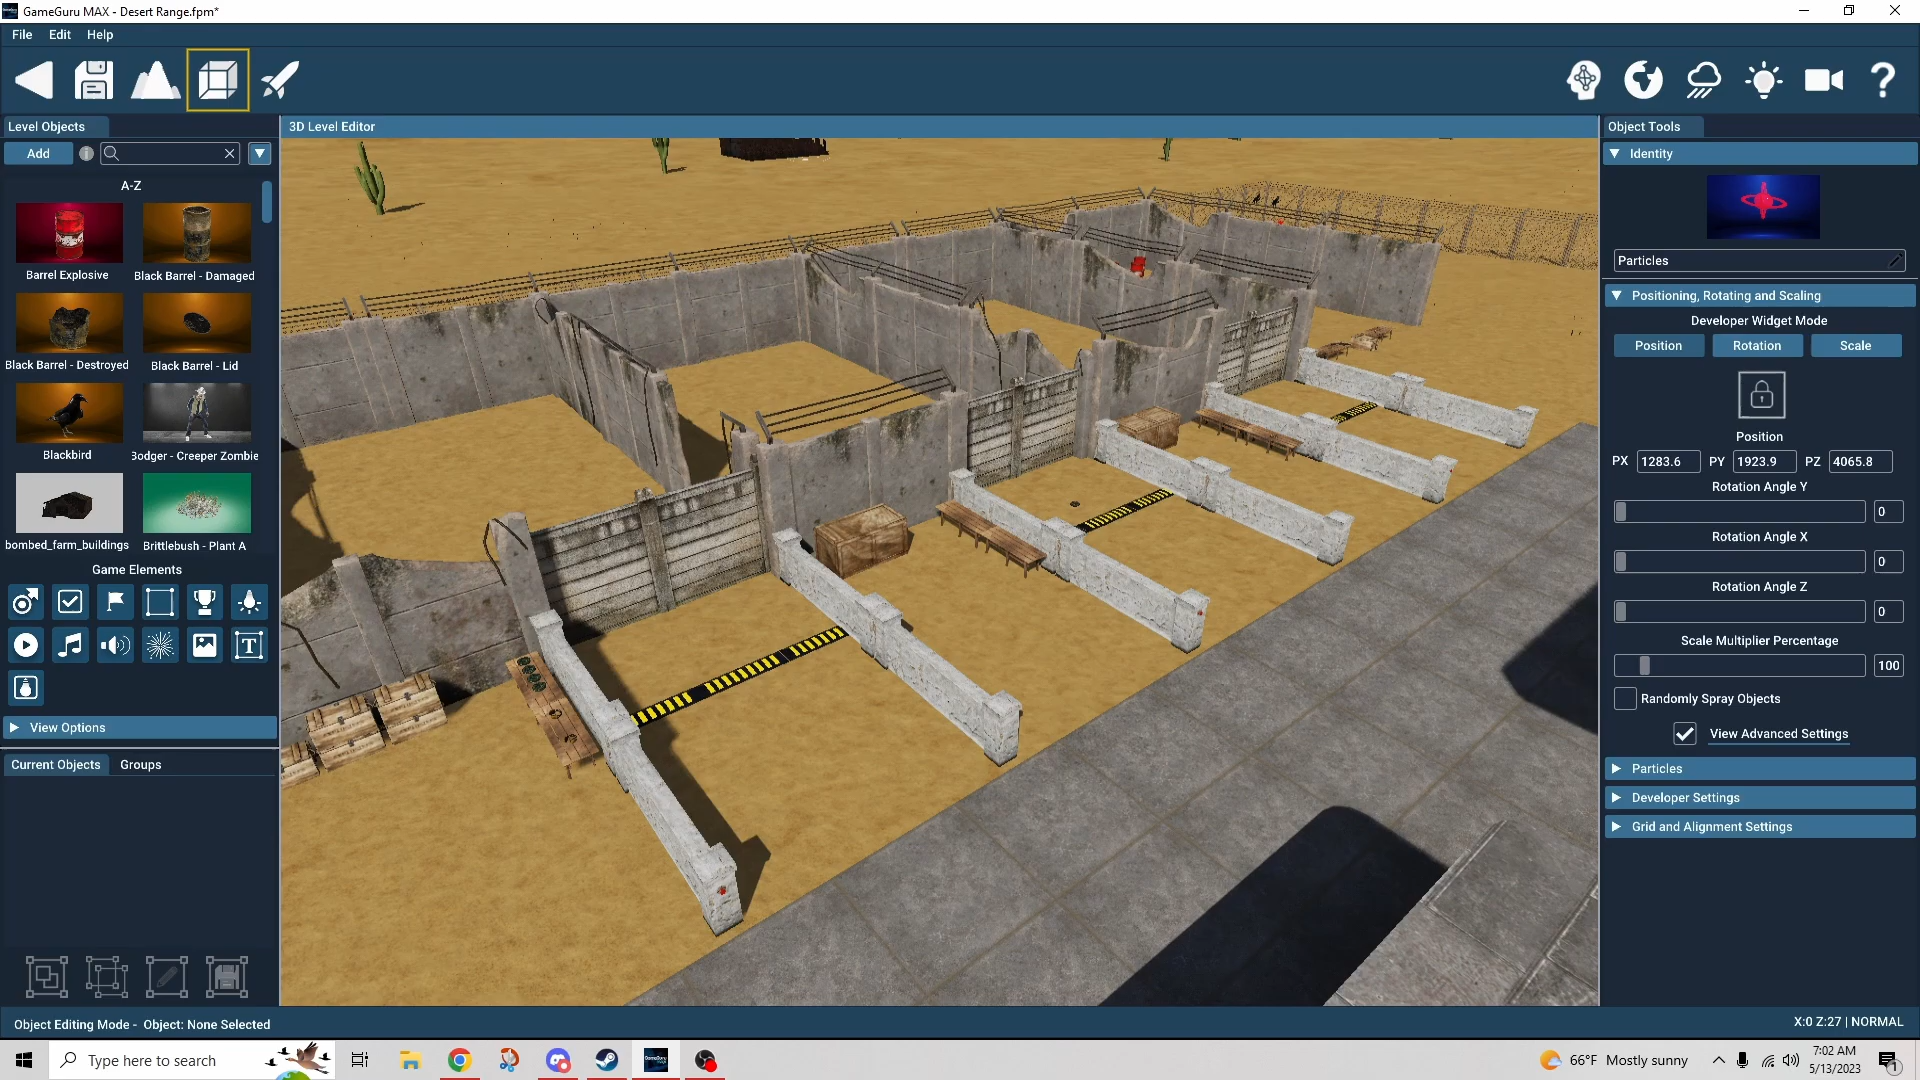 GameGuru MAX - Desert Range.fpm*
File Edit Help
Level Objects
3D Level Editor
Object Tools
Add
A-Z
Barrel Explosive
Black Barrel - Damaged
Black Barrel - Destroyed
Black Barrel - Lid
Blackbird
Bodger - Creeper Zombie
bombed_farm_buildings
Brittlebush - Plant A
Game Elements
View Options
Current Objects Groups
Identity
Particles
Positioning, Rotating and Scaling
Developer Widget Mode
Position Rotation Scale
Position
PX 1283.6 PY 1923.9 PZ 4065.8
Rotation Angle Y
0
Rotation Angle X
0
Rotation Angle Z
0
Scale Multiplier Percentage
100
Randomly Spray Objects
View Advanced Settings
Particles
Developer Settings
Grid and Alignment Settings
Object Editing Mode - Object: None Selected
X:0 Z:27 | NORMAL
Type here to search
66°F Mostly sunny
7:02 AM
5/13/2023
1